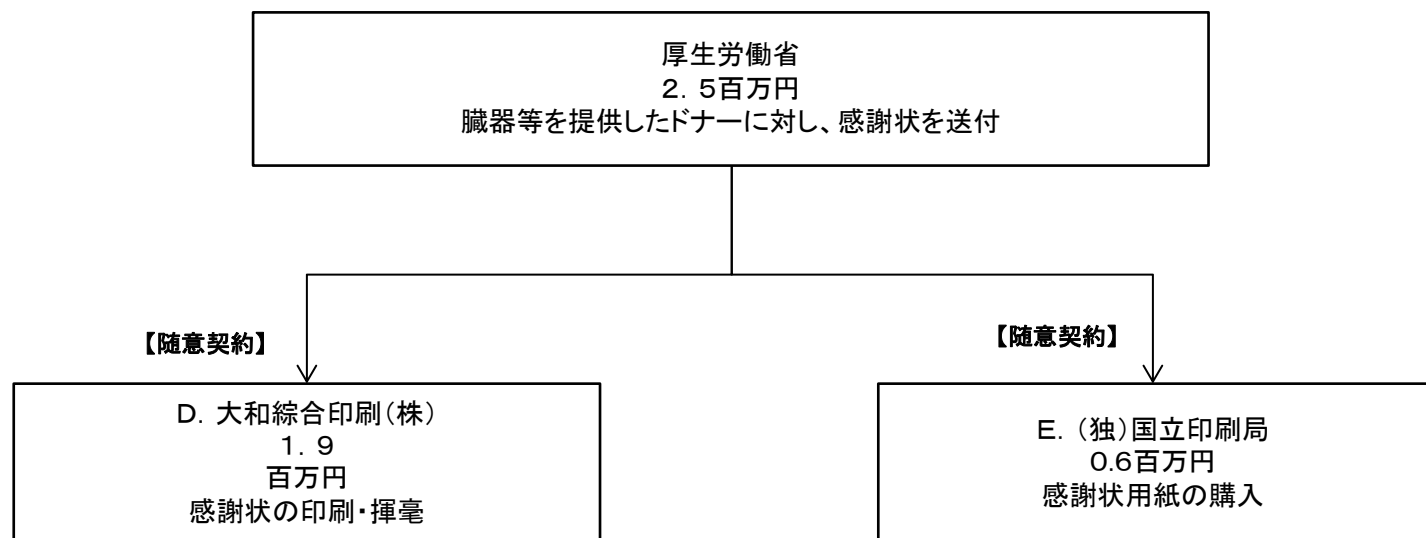 厚生労働省
２．５百万円
臓器等を提供したドナーに対し、感謝状を送付
【随意契約】
【随意契約】
Ｄ．大和綜合印刷（株）
１．９
百万円
感謝状の印刷・揮毫
Ｅ．（独）国立印刷局
0.6百万円
感謝状用紙の購入